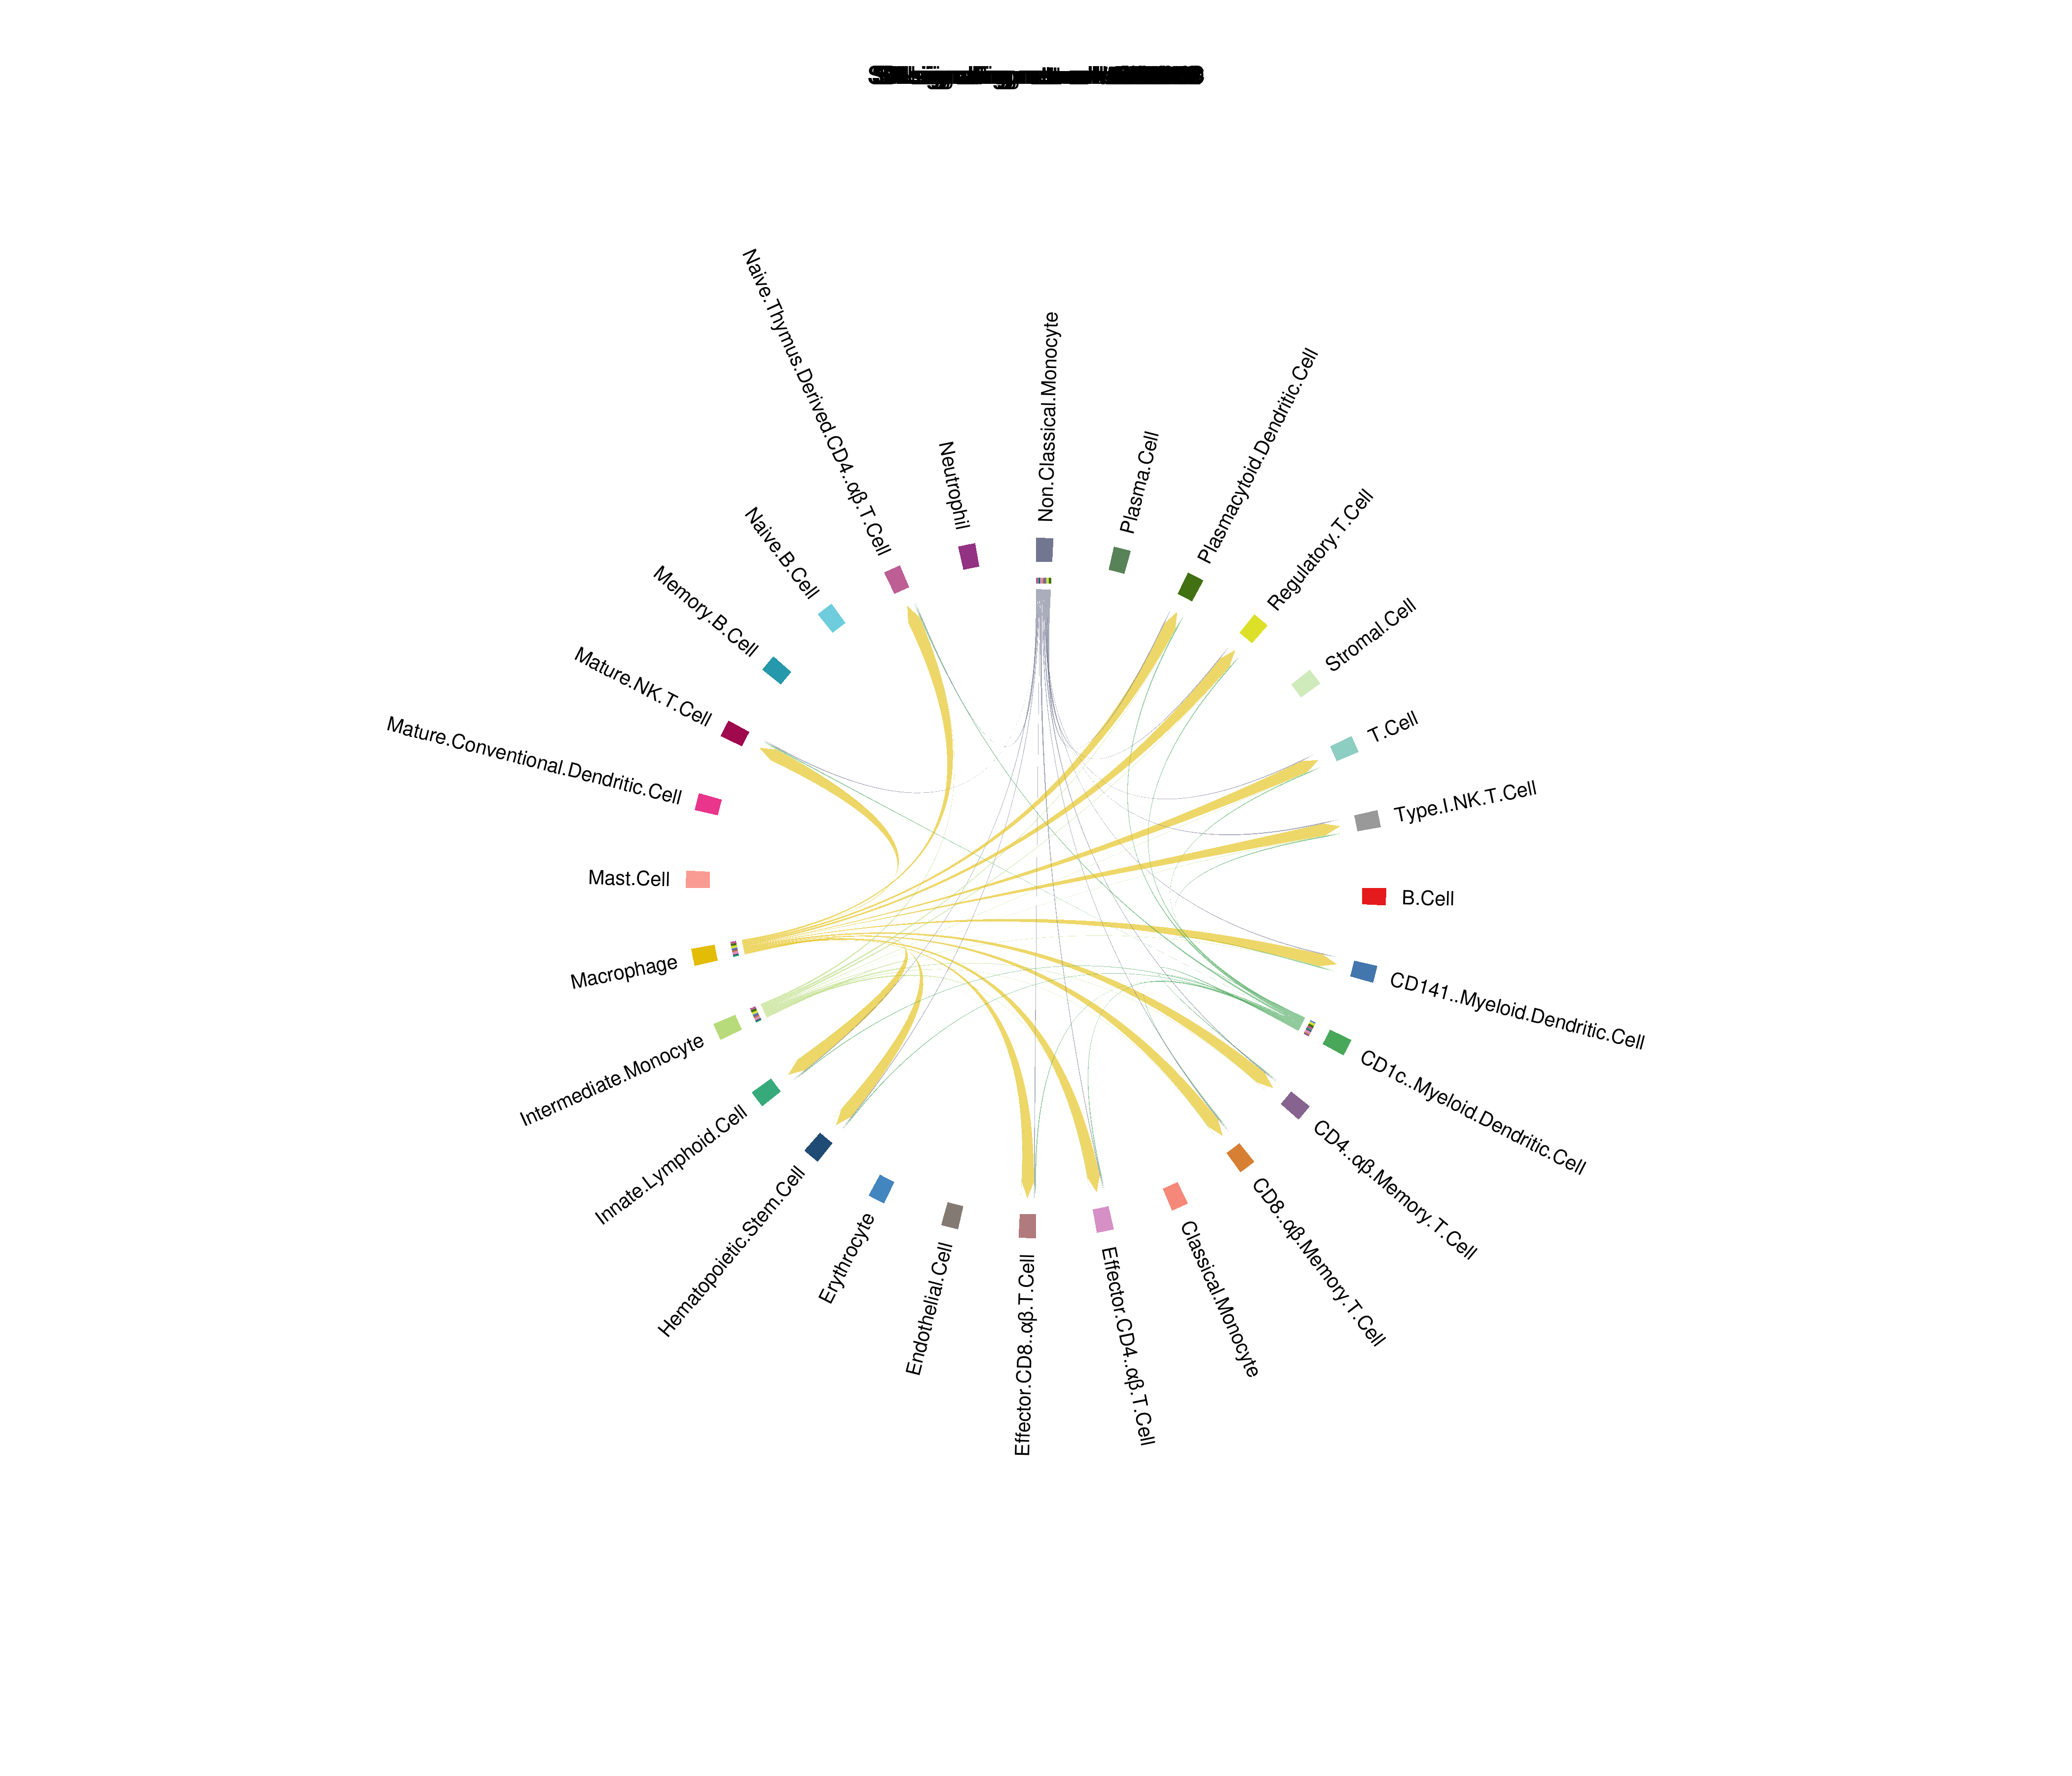 Non.Classical.Monocyte
Plasma.Cell
Plasmacytoid.Dendritic.Cell
Regulatory.T.Cell
Stromal.Cell
T.Cell
Type.I.NK.T.Cell
B.Cell
CD141..Myeloid.Dendritic.Cell
CD1c..Myeloid.Dendritic.Cell
CD4..αβ.Memory.T.Cell
CD8..αβ.Memory.T.Cell
Classical.Monocyte
Effector.CD4..αβ.T.Cell
Effector.CD8..αβ.T.Cell
Endothelial.Cell
Erythrocyte
Hematopoietic.Stem.Cell
Innate.Lymphoid.Cell
Intermediate.Monocyte
Macrophage
Mast.Cell
Mature.Conventional.Dendritic.Cell
Mature.NK.T.Cell
Memory.B.Cell
Naive.B.Cell
Naive.Thymus.Derived.CD4..αβ.T.Cell
Neutrophil